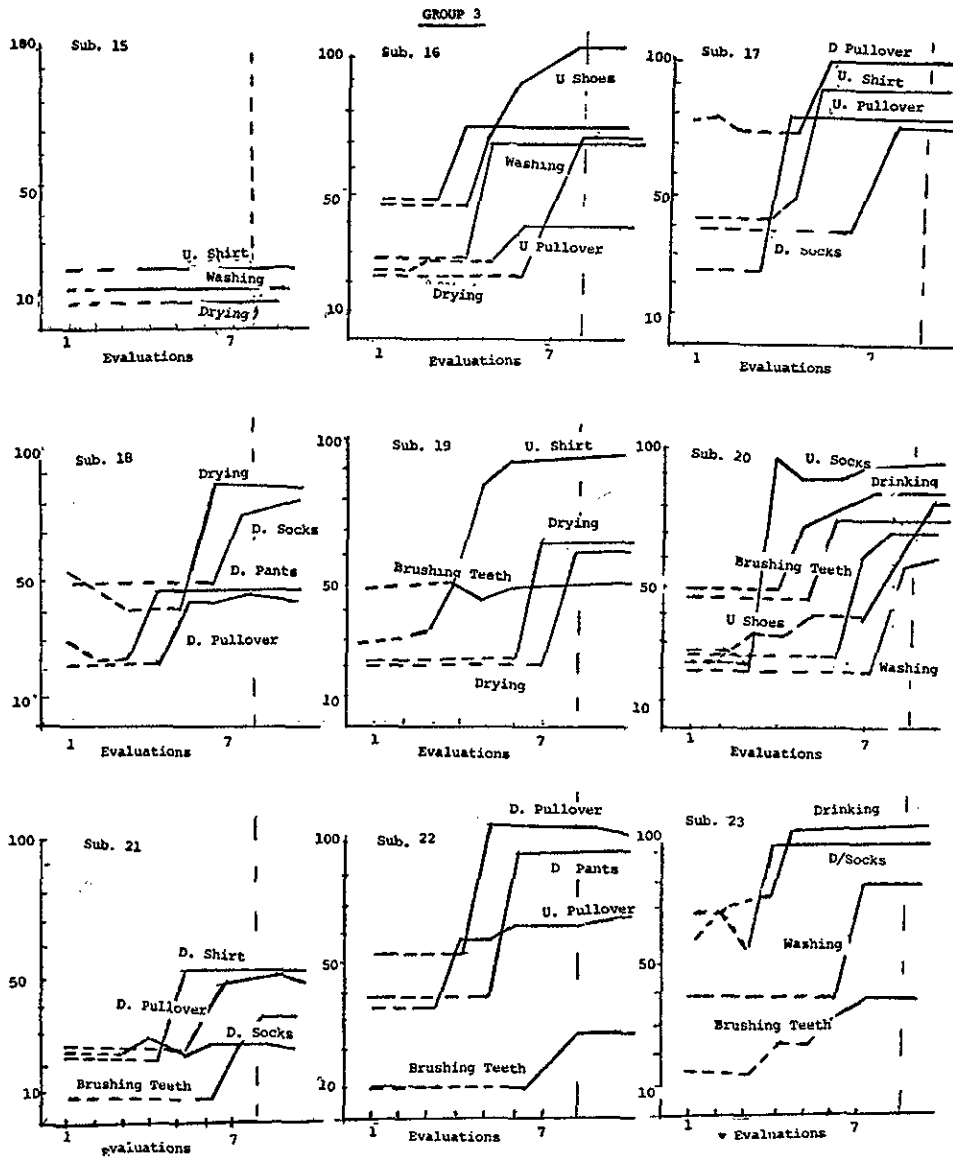 GROUP 3
Sub. 15
180
50
10
U. Shirt
Washing
Drying
1 7
Evaluations
Sub. 16
100
50
10
U Shoes
Washing
U Pullover
Drying
1 7
Evaluations
Sub. 17
100
50
10
D Pullover
U. Shirt
U. Pullover
D. Socks
1 7
Evaluations
Sub. 18
100
50
10
Drying
D. Socks
D. Pants
D. Pullover
1 7
Evaluations
Sub. 19
100
50
10
U. Shirt
Drying
Brushing Teeth
Drying
1 7
Evaluations
Sub. 20
100
50
10
U. Socks
Drinking
Brushing Teeth
U Shoes
Washing
1 7
Evaluations
Sub. 21
100
50
10
D. Shirt
D. Pullover
D. Socks
Brushing Teeth
1 7
Evaluations
Sub. 22
100
50
10
D. Pullover
D Pants
U. Pullover
Brushing Teeth
1 7
Evaluations
Sub. 23
100
50
10
Drinking
D/Socks
Washing
Brushing Teeth
1 7
Evaluations